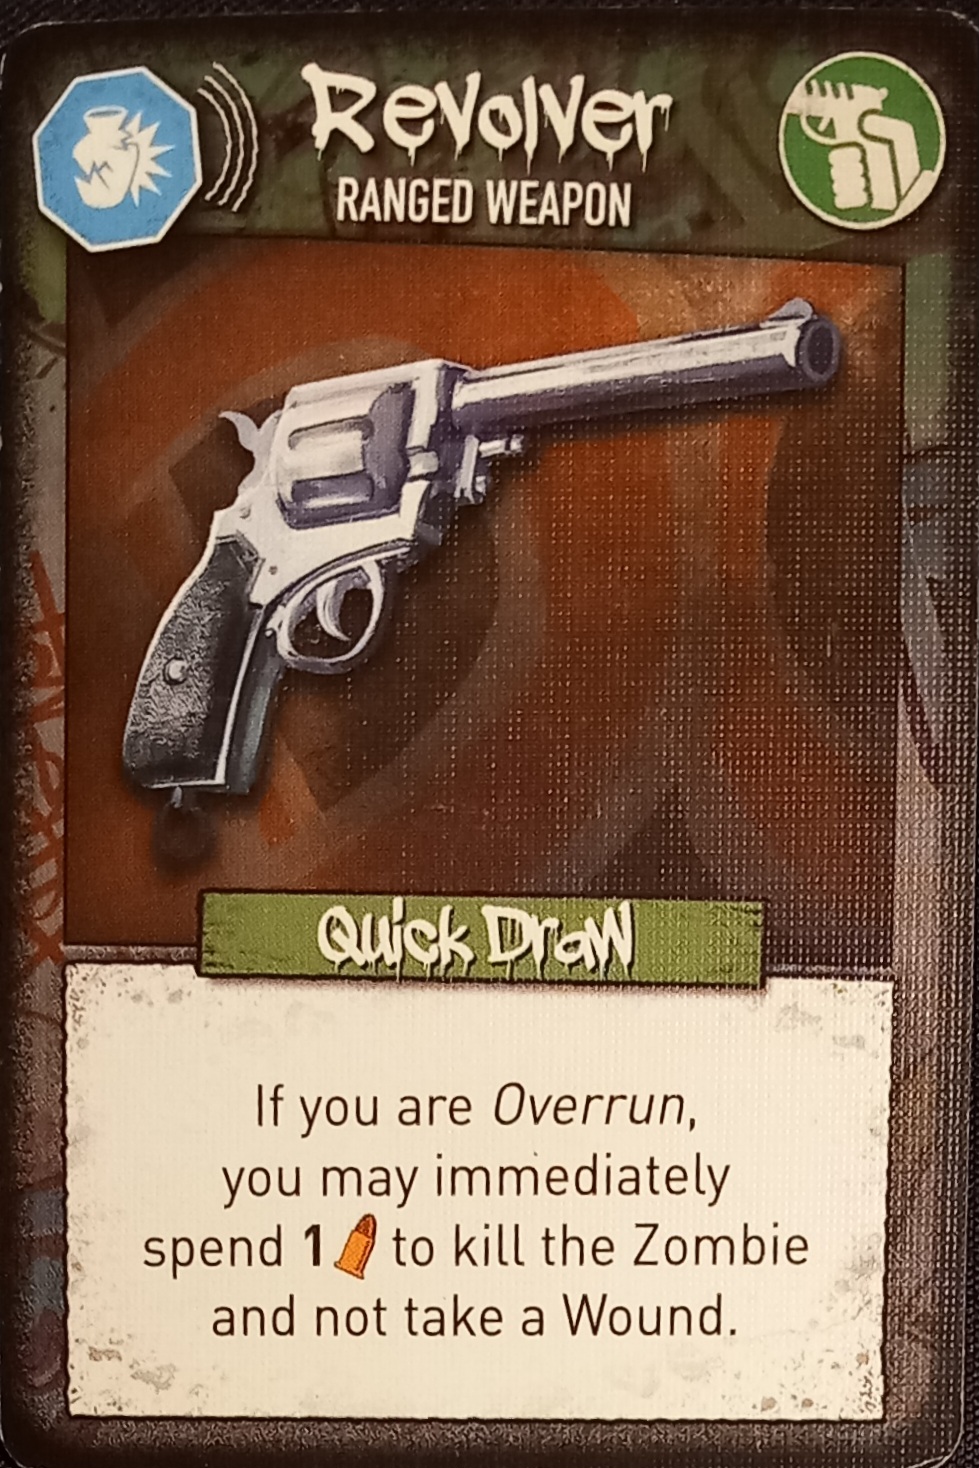 Revolver
RANGED WEAPON
Quick Draw
If you are Overrun,
you may immediately
spend 1 to kill the Zombie
and not take a Wound.